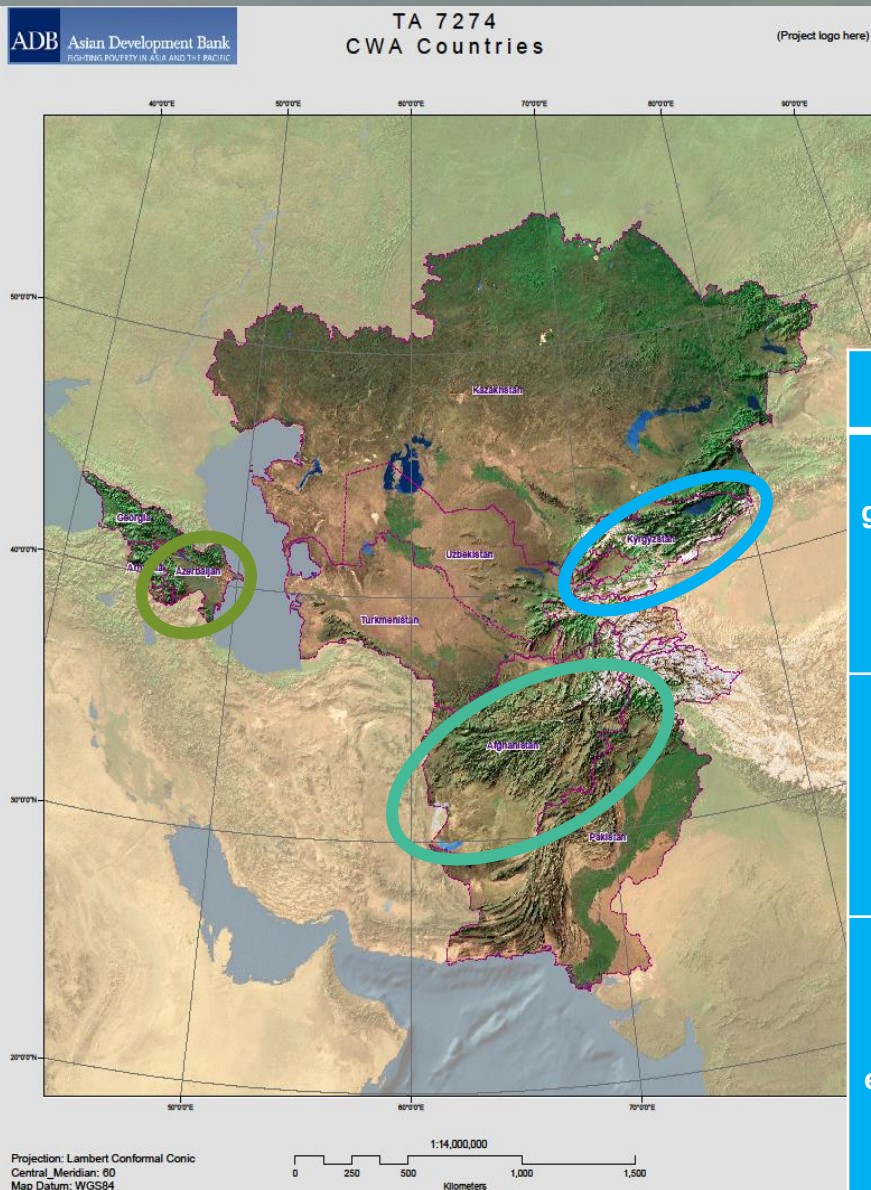 ADB Asian Development Bank
FIGHTING POVERTY IN ASIA AND THE PACIFIC
TA 7274
CWA Countries
(Project logo here)
40°0'0"E 50°0'0"E 60°0'0"E 70°0'0"E 80°0'0"E 90°0'0"E
50°0'0"N
Kazakhstan
g
Georgia
40°0'0"N
Kyrgyzstan
Uzbekistan
Azerbaijan
Turkmenistan
Afghanistan
30°0'0"N
Pakistan
20°0'0"N
e
50°0'0"E 60°0'0"E 70°0'0"E
1:14,000,000
Projection: Lambert Conformal Conic
Central_Meridian: 60
Map Datum: WGS84
0 250 500 1,000 1,500
Kilometers